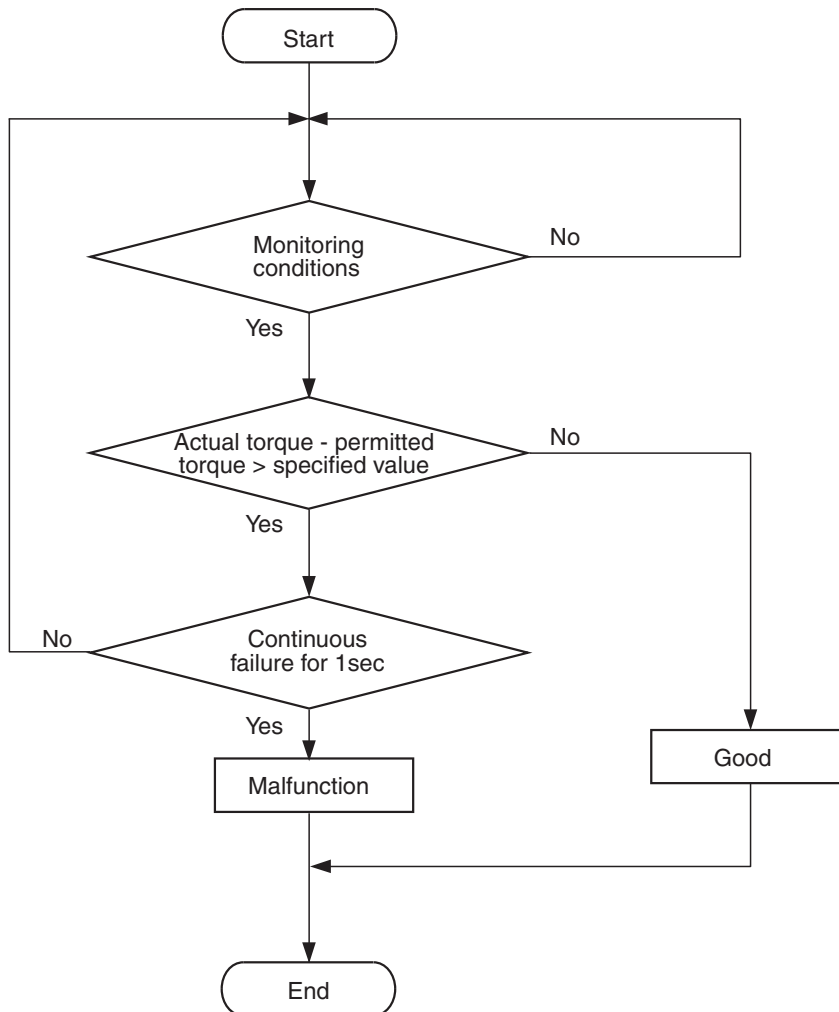 Start
Monitoring
conditions
No
Yes
Actual torque - permitted
torque > specified value
No
Yes
Continuous
failure for 1sec
No
Yes
Malfunction
Good
End